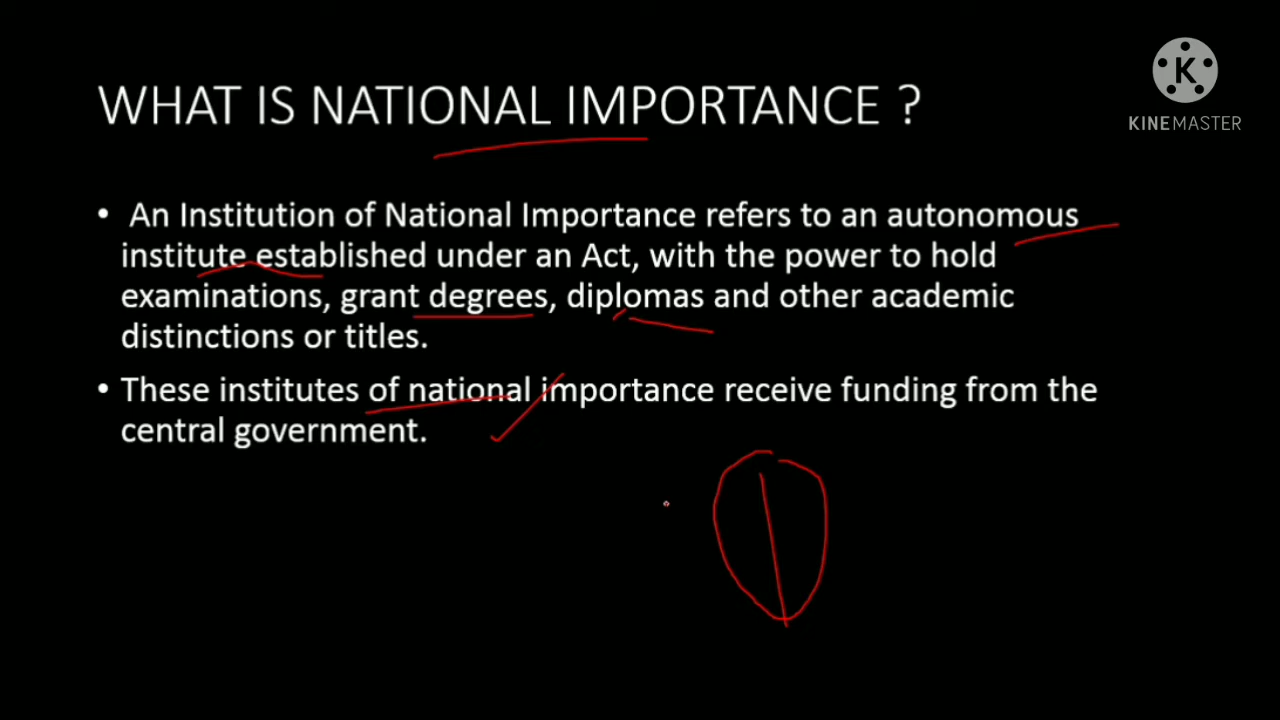 WHAT IS NATIONAL IMPORTANCE ?
K
KINEMASTER
• An Institution of National Importance refers to an autonomous
institute established under an Act, with the power to hold
examinations, grant degrees, diplomas and other academic
distinctions or titles.
• These institutes of national importance receive funding from the
central government.